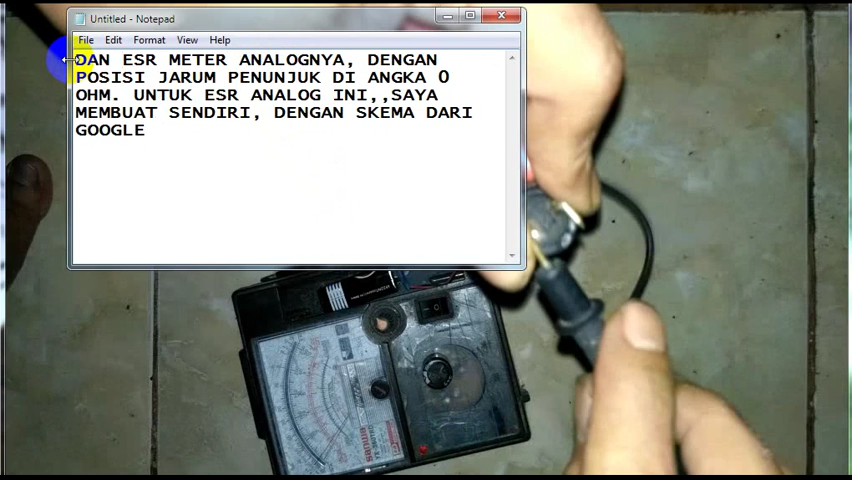 Untitled - Notepad
File Edit Format View Help
DAN ESR METER ANALOGNYA, DENGAN
POSISI JARUM PENUNJUK DI ANGKA 0
OHM. UNTUK ESR ANALOG INI,,SAYA
MEMBUAT SENDIRI, DENGAN SKEMA DARI
GOOGLE